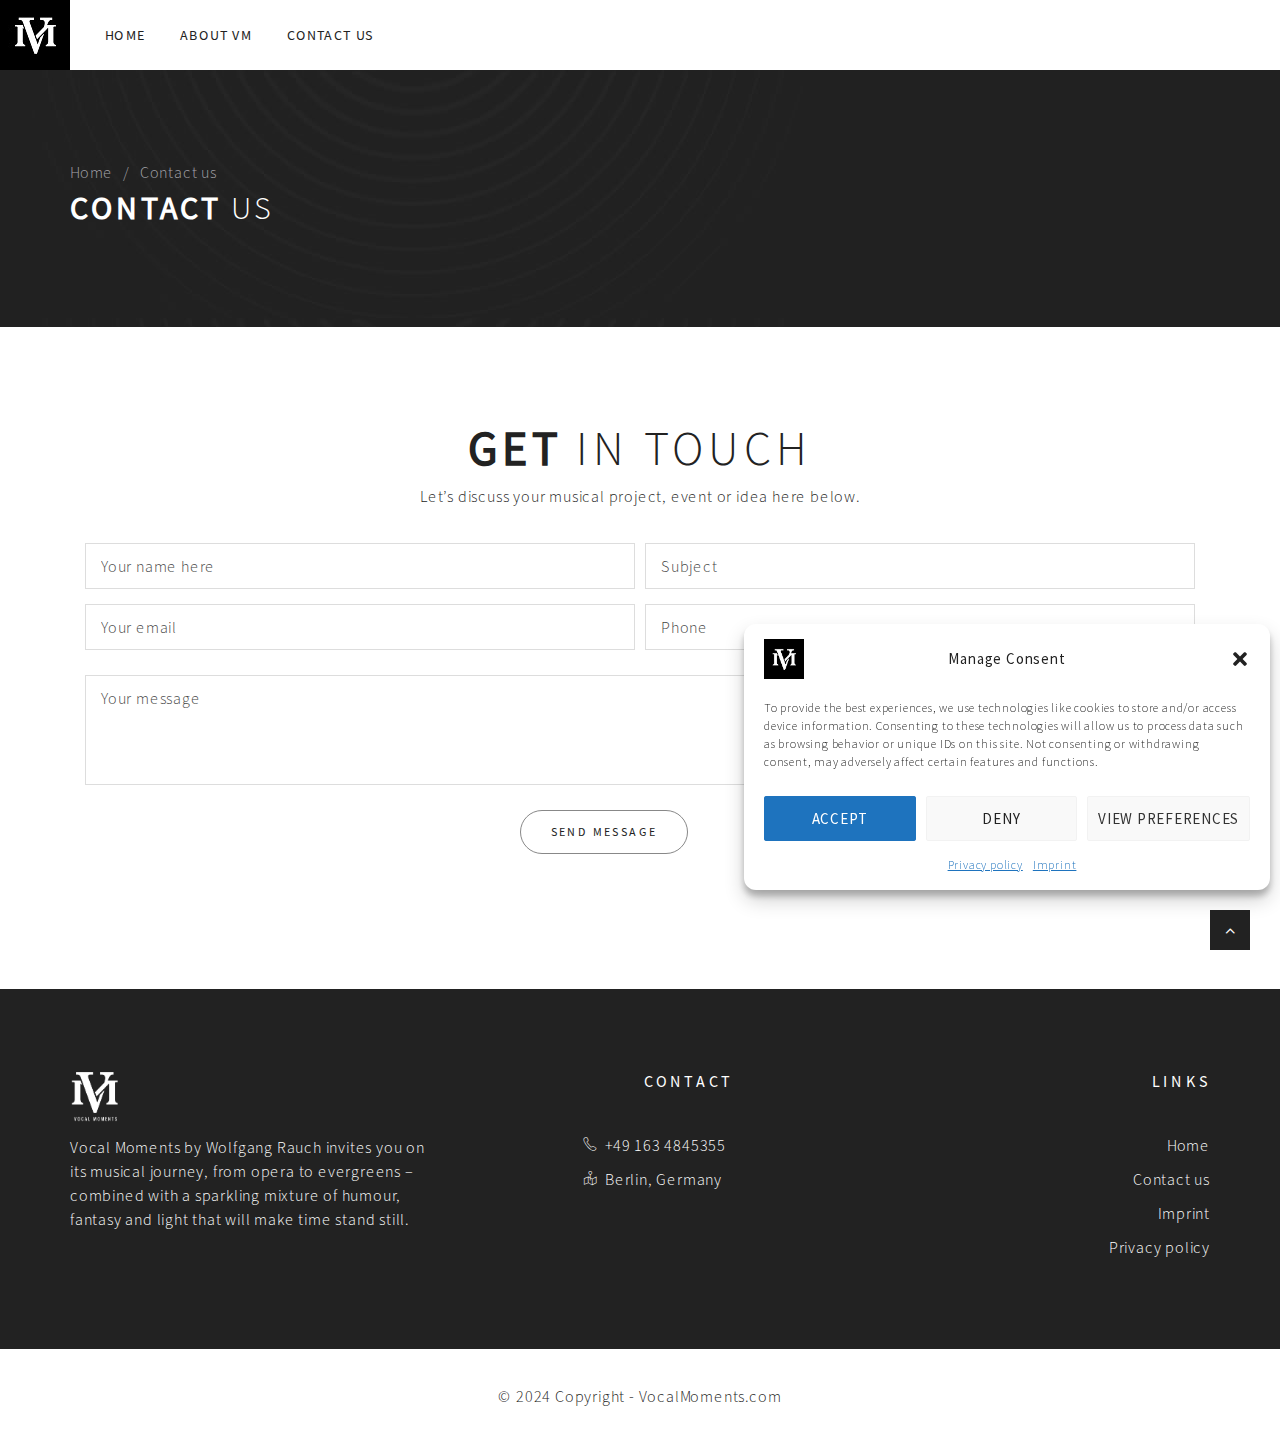 VM
HOME
ABOUT VM
CONTACT US
Home / Contact us
CONTACT US
GET IN TOUCH
Let’s discuss your musical project, event or idea here below.
Your name here
Subject
Your email
Phone
Your message
SEND MESSAGE
VM
Manage Consent
To provide the best experiences, we use technologies like cookies to store and/or access
device information. Consenting to these technologies will allow us to process data such
as browsing behavior or unique IDs on this site. Not consenting or withdrawing
consent, may adversely affect certain features and functions.
ACCEPT
DENY
VIEW PREFERENCES
Privacy policy
Imprint
VM
VOCAL MOMENTS
Vocal Moments by Wolfgang Rauch invites you on
its musical journey, from opera to evergreens –
combined with a sparkling mixture of humour,
fantasy and light that will make time stand still.
CONTACT
+49 163 4845355
Berlin, Germany
LINKS
Home
Contact us
Imprint
Privacy policy
© 2024 Copyright - VocalMoments.com